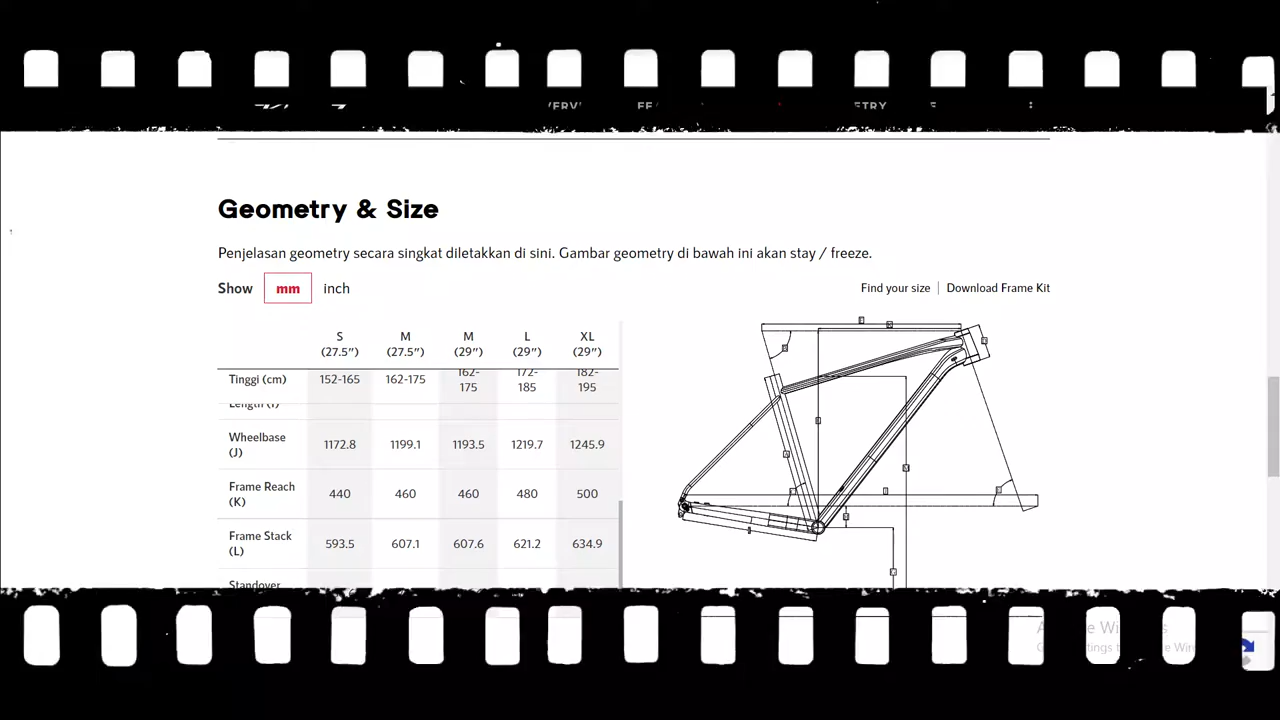 Geometry & Size
Penjelasan geometry secara singkat diletakkan di sini. Gambar geometry di bawah ini akan stay / freeze.
Show mm inch
Find your size | Download Frame Kit
S M M L XL
(27.5″) (27.5″) (29″) (29″) (29″)
Tinggi (cm) 152-165 162-175 162-175 172-185 182-195
Length (I)
Wheelbase (J) 1172.8 1199.1 1193.5 1219.7 1245.9
Frame Reach (K) 440 460 460 480 500
Frame Stack (L) 593.5 607.1 607.6 621.2 634.9
Standover